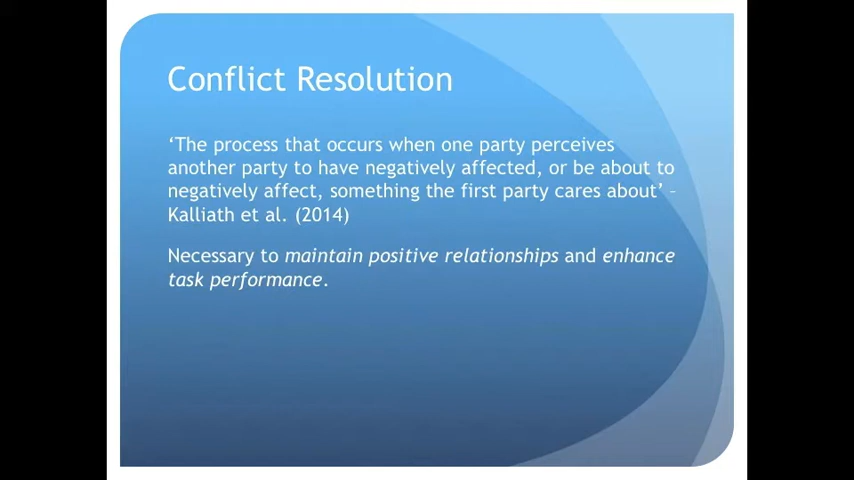 Conflict Resolution
‘The process that occurs when one party perceives
another party to have negatively affected, or be about to
negatively affect, something the first party cares about’ –
Kalliath et al. (2014)
Necessary to maintain positive relationships and enhance
task performance.